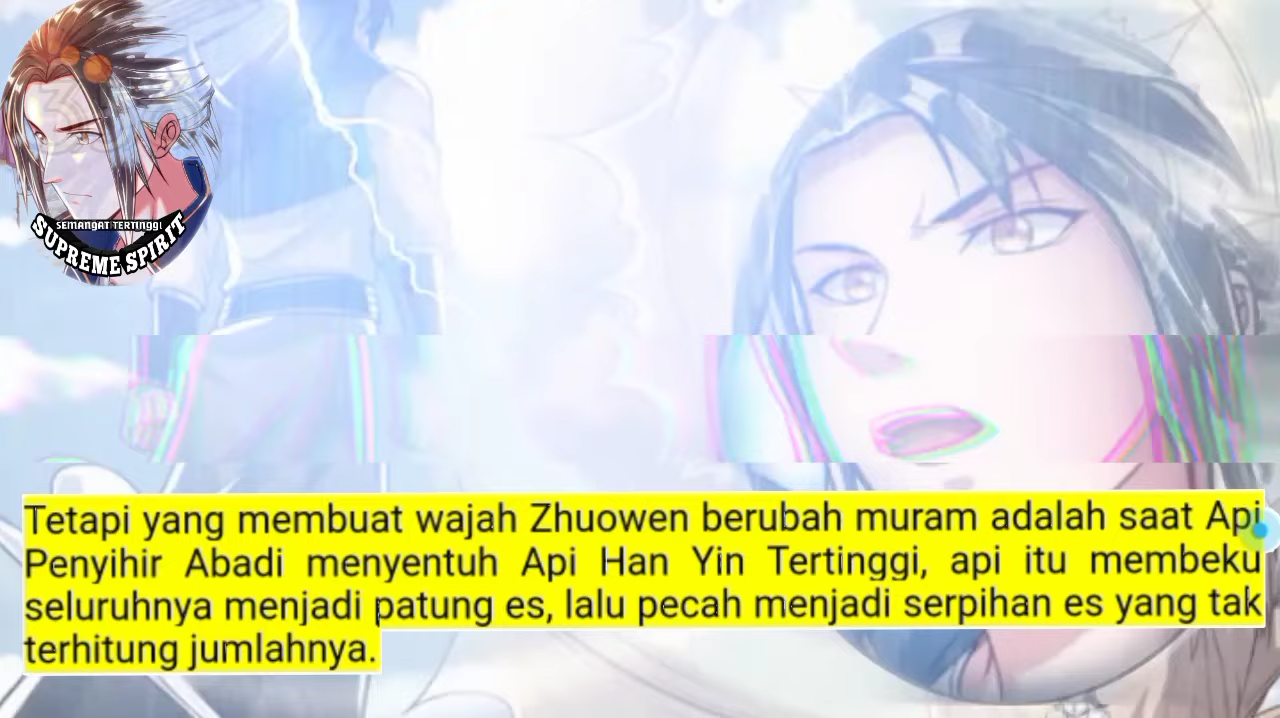 SEMANGAT TERTINGGI
SUPREME SPIRIT
Tetapi yang membuat wajah Zhuowen berubah muram adalah saat Api
Penyihir Abadi menyentuh Api Han Yin Tertinggi, api itu membeku
seluruhnya menjadi patung es, lalu pecah menjadi serpihan es yang tak
terhitung jumlahnya.